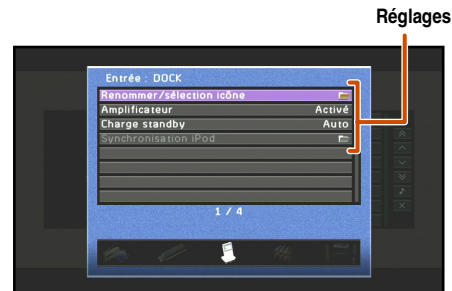 Réglages
Entrée : DOCK
Renommer/sélection icône
Amplificateur Activé
Charge standby Auto
Synchronisation iPod
1 / 4